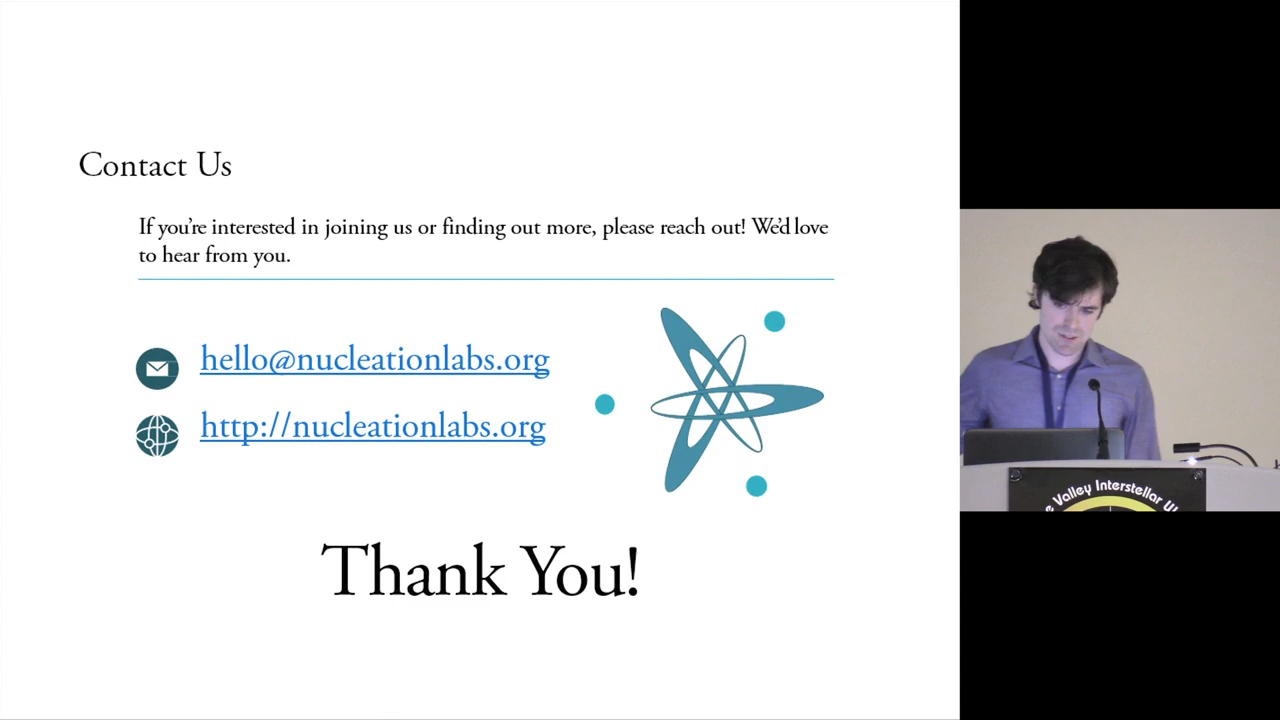 Contact Us
If you’re interested in joining us or finding out more, please reach out! We’d love
to hear from you.
hello@nucleationlabs.org
http://nucleationlabs.org
Thank You!
Valley Interstellar